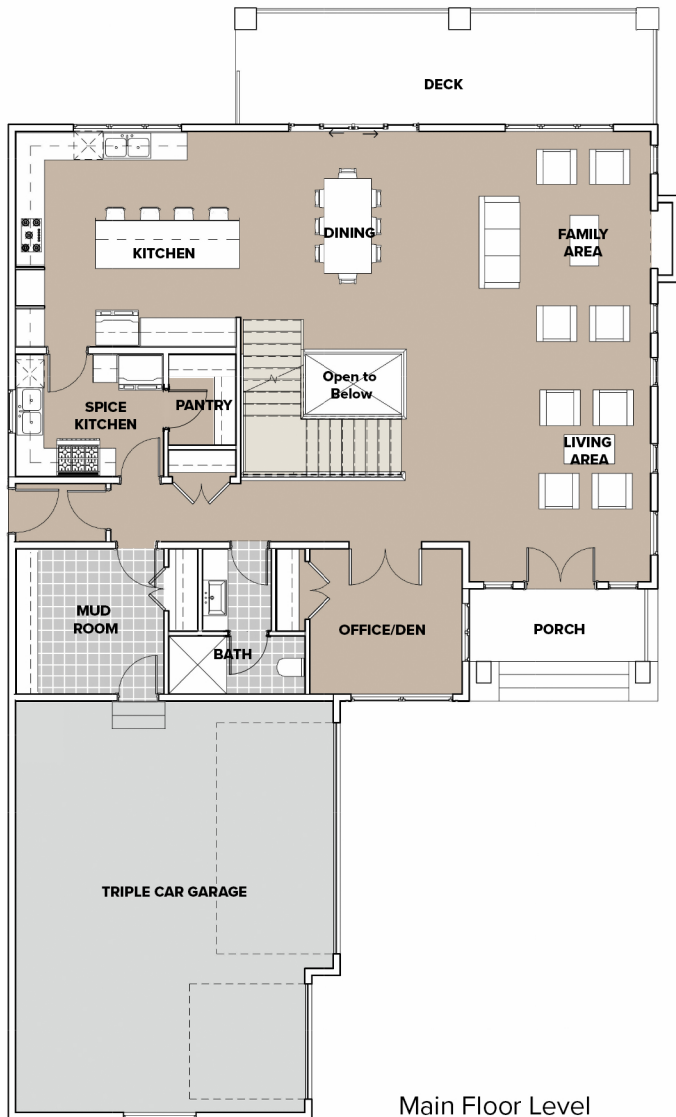 DECK
DINING
FAMILY
AREA
KITCHEN
Open to
Below
SPICE
KITCHEN
PANTRY
LIVING
AREA
MUD
ROOM
BATH
OFFICE/DEN
PORCH
TRIPLE CAR GARAGE
Main Floor Level